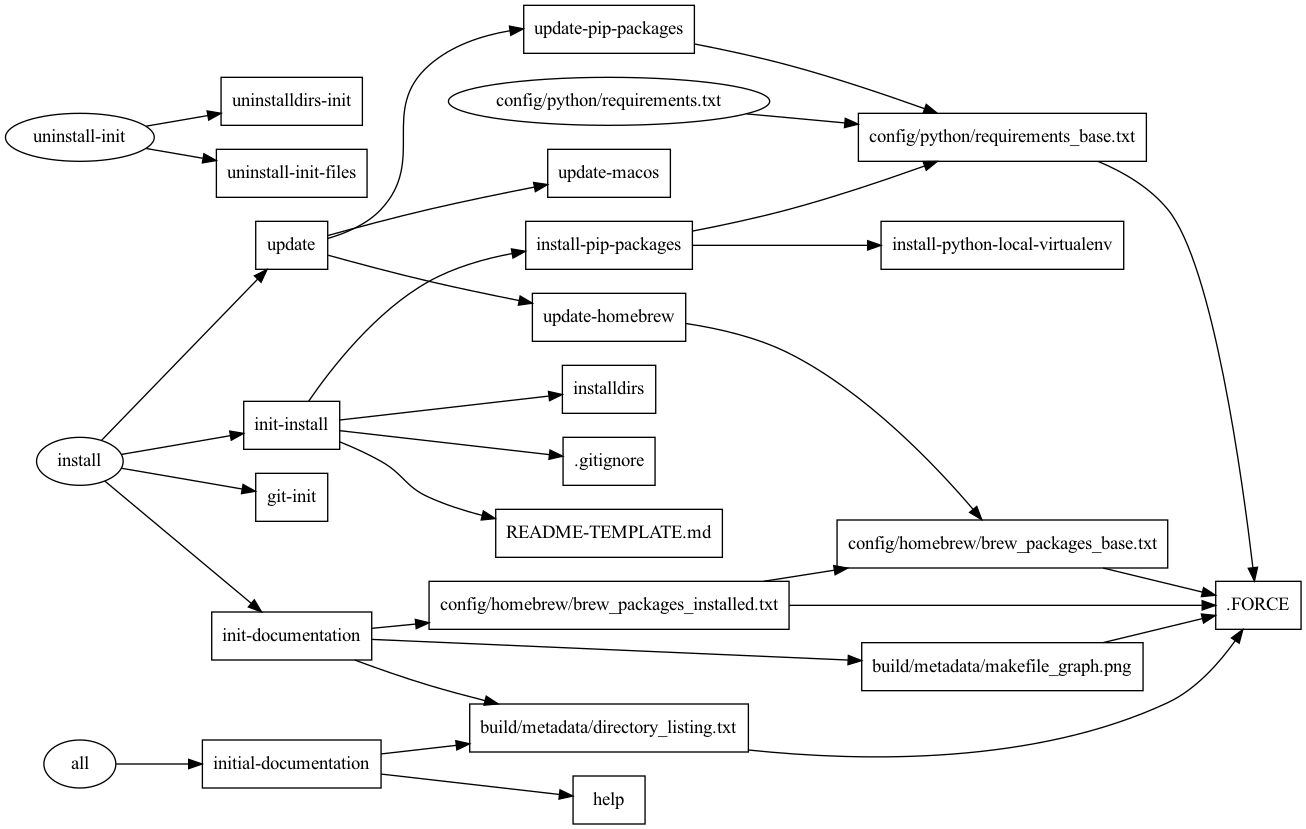 update-pip-packages
uninstalldirs-init
config/python/requirements.txt
uninstall-init
config/python/requirements_base.txt
uninstall-init-files
update-macos
update
install-pip-packages
install-python-local-virtualenv
update-homebrew
installdirs
init-install
install
.gitignore
git-init
README-TEMPLATE.md
config/homebrew/brew_packages_base.txt
config/homebrew/brew_packages_installed.txt
.FORCE
init-documentation
build/metadata/makefile_graph.png
build/metadata/directory_listing.txt
all
initial-documentation
help